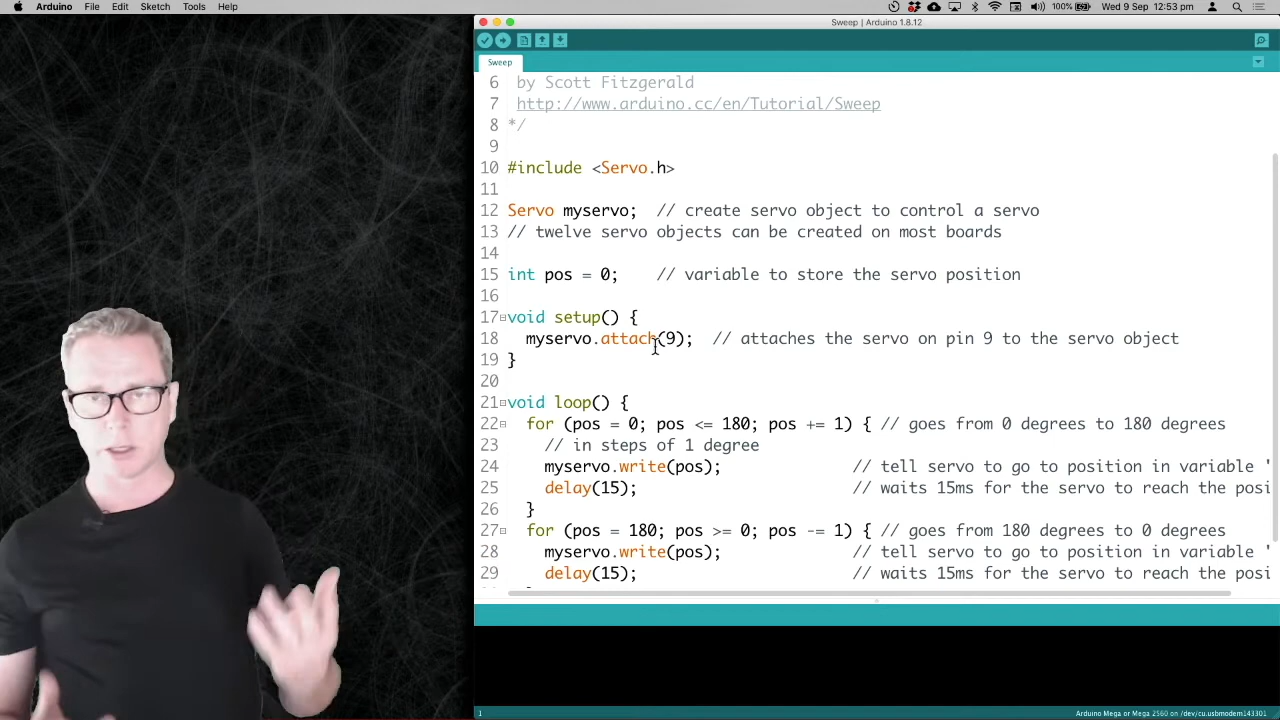 Arduino File Edit Sketch Tools Help 100% Wed 9 Sep 12:53 pm
Sweep | Arduino 1.8.12
Sweep
6 by Scott Fitzgerald
7 http://www.arduino.cc/en/Tutorial/Sweep
8 */
9
10 #include <Servo.h>
11
12 Servo myservo; // create servo object to control a servo
13 // twelve servo objects can be created on most boards
14
15 int pos = 0; // variable to store the servo position
16
17 void setup() {
18 myservo.attach(9); // attaches the servo on pin 9 to the servo object
19 }
20
21 void loop() {
22 for (pos = 0; pos <= 180; pos += 1) { // goes from 0 degrees to 180 degrees
23 // in steps of 1 degree
24 myservo.write(pos); // tell servo to go to position in variable '
25 delay(15); // waits 15ms for the servo to reach the posi
26 }
27 for (pos = 180; pos >= 0; pos -= 1) { // goes from 180 degrees to 0 degrees
28 myservo.write(pos); // tell servo to go to position in variable '
29 delay(15); // waits 15ms for the servo to reach the posi
1 Arduino Mega or Mega 2560 on /dev/cu.usbmodem143301